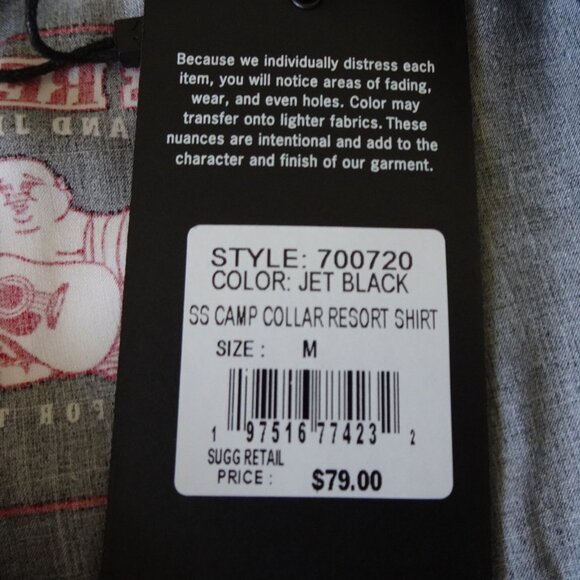 Because we individually distress each
item, you will notice areas of fading,
wear, and even holes. Color may
transfer onto lighter fabrics. These
nuances are intentional and add to the
character and finish of our garment.
STYLE: 700720
COLOR: JET BLACK
SS CAMP COLLAR RESORT SHIRT
SIZE : M
1 97516 77423 2
SUGG RETAIL
PRICE : $79.00
AND
FOR T